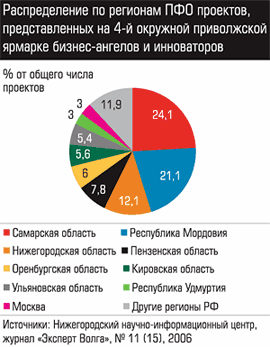 Распределение по регионам ПФО проектов,
представленных на 4-й окружной приволжской
ярмарке бизнес-ангелов и инноваторов
% от общего числа
проектов
3
11,9
3
24,1
5,4
5,6
6
7,8
21,1
12,1
Самарская область
Республика Мордовия
Нижегородская область
Пензенская область
Оренбургская область
Кировская область
Ульяновская область
Республика Удмуртия
Москва
Другие регионы РФ
Источники: Нижегородский научно-информационный центр,
журнал «Эксперт Волга», № 11 (15), 2006